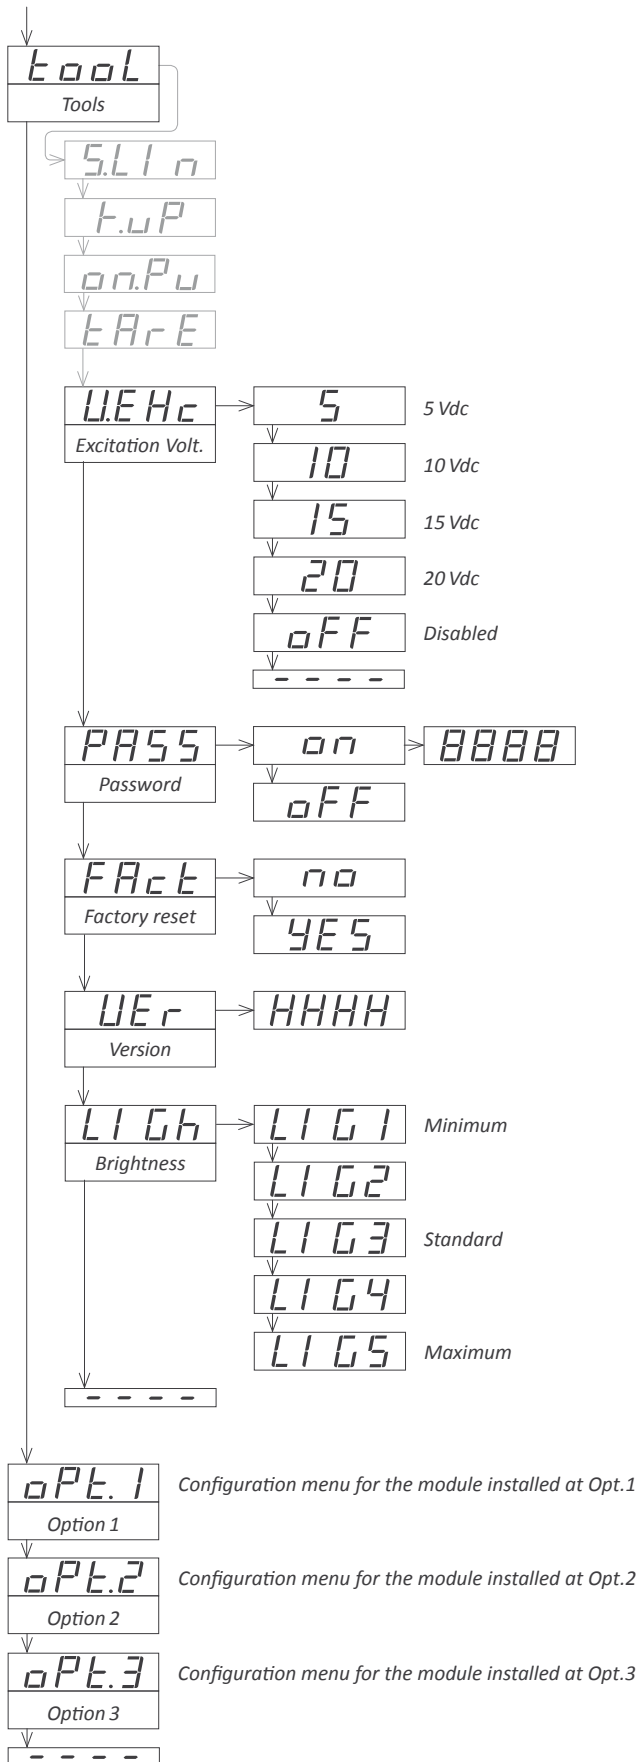 tooL
Tools
S.LIn
t.uP
on.Pu
tArE
V.EHc
Excitation Volt.
5
5 Vdc
10
10 Vdc
15
15 Vdc
20
20 Vdc
oFF
Disabled
----
PASS
Password
on
8888
oFF
FAct
Factory reset
no
YES
VEr
Version
HHHH
LIGh
Brightness
LIG1
Minimum
LIG2
LIG3
Standard
LIG4
LIG5
Maximum
----
oPt.1
Option 1
Configuration menu for the module installed at Opt.1
oPt.2
Option 2
Configuration menu for the module installed at Opt.2
oPt.3
Option 3
Configuration menu for the module installed at Opt.3
----